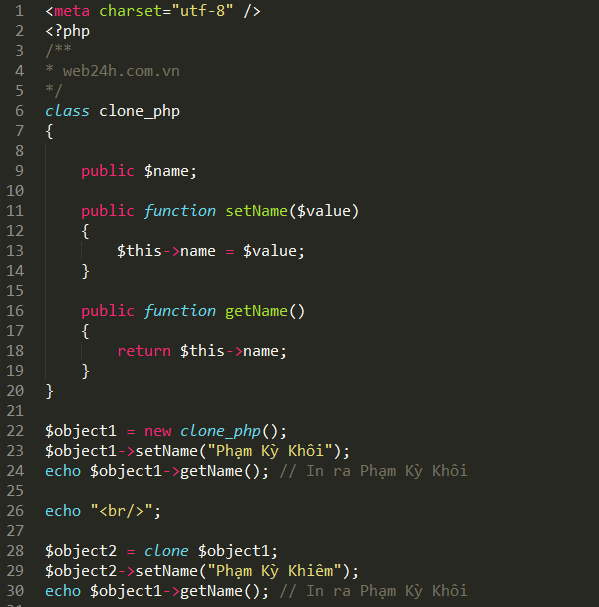 1 <meta charset="utf-8" />
2 <?php
3 /**
4 * web24h.com.vn
5 */
6 class clone_php
7 {
8
9 public $name;
10
11 public function setName($value)
12 {
13 $this->name = $value;
14 }
15
16 public function getName()
17 {
18 return $this->name;
19 }
20 }
21
22 $object1 = new clone_php();
23 $object1->setName("Phạm Kỳ Khôi");
24 echo $object1->getName(); // In ra Phạm Kỳ Khôi
25
26 echo "<br/>";
27
28 $object2 = clone $object1;
29 $object2->setName("Phạm Kỳ Khiêm");
30 echo $object1->getName(); // In ra Phạm Kỳ Khôi